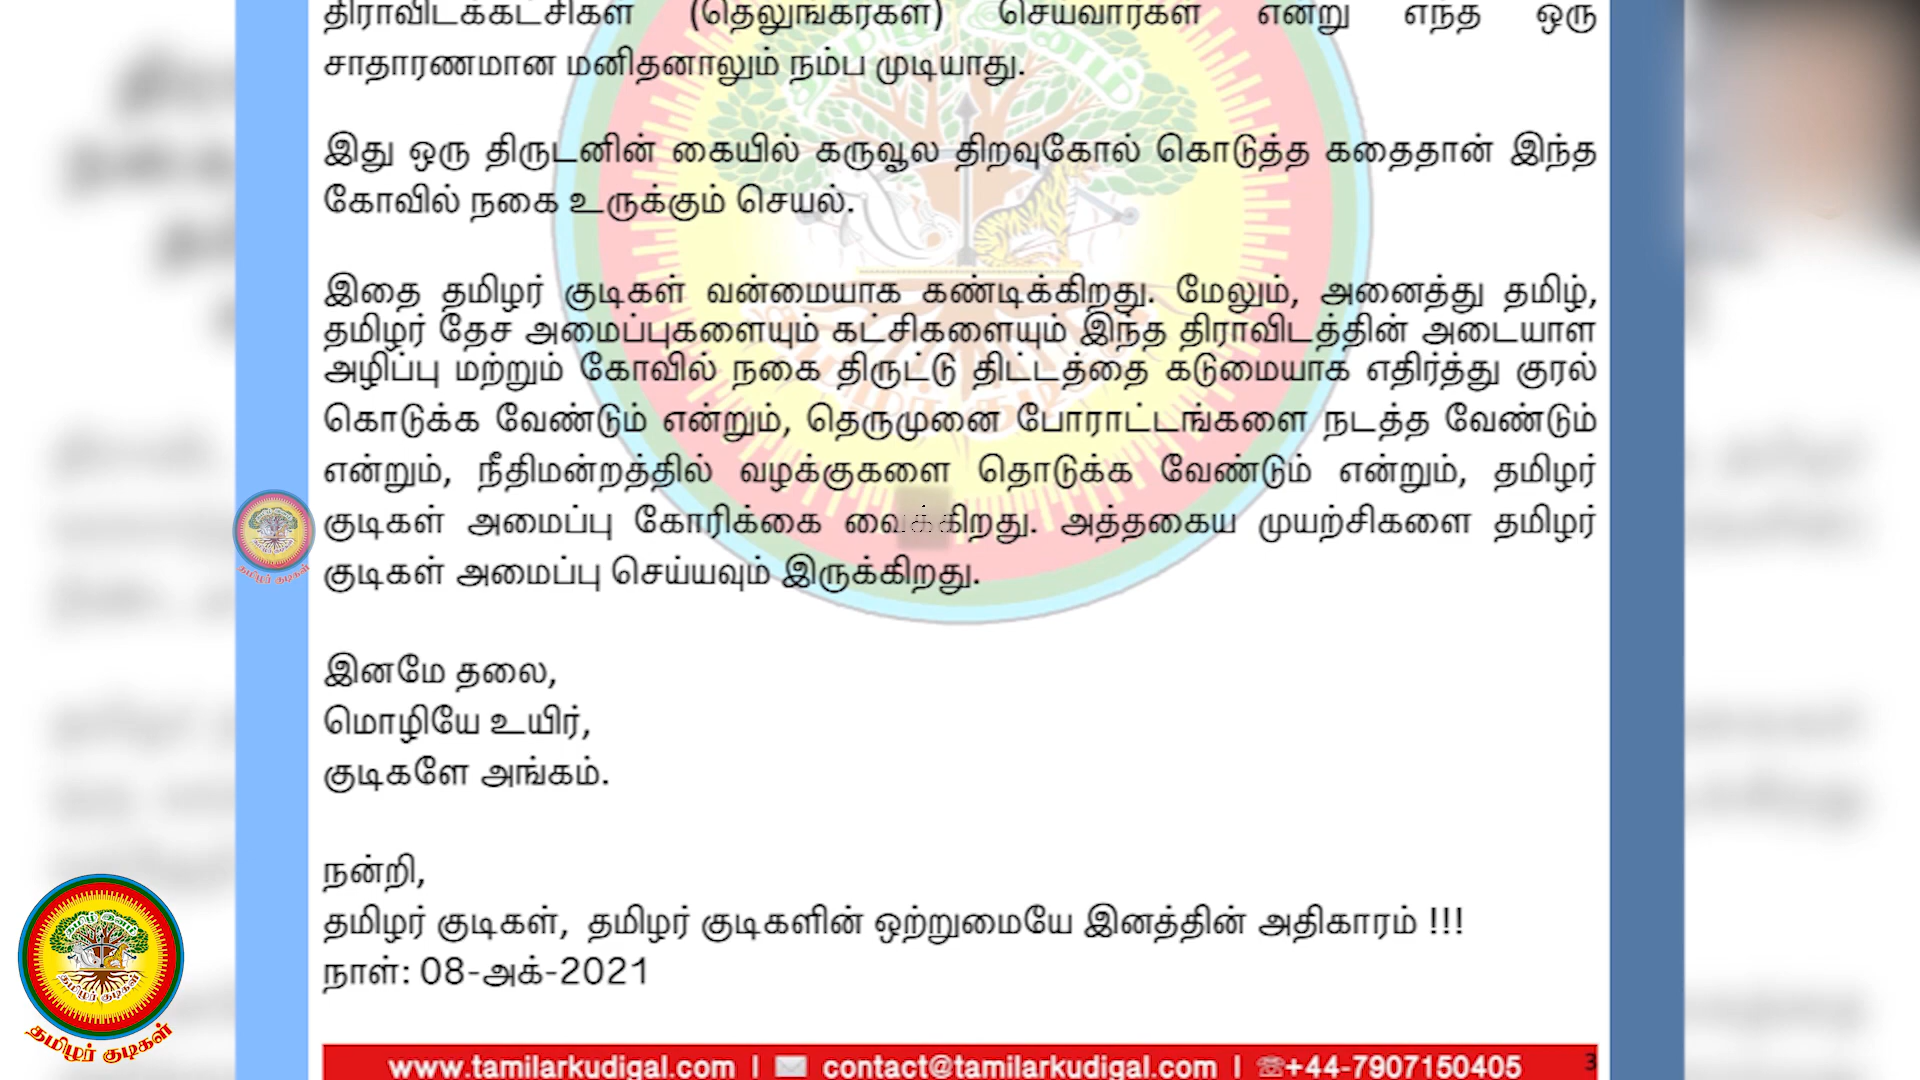 திராவிடக்கட்சிகள் (தெலுங்கர்கள்) செய்வார்கள் என்று எந்த ஒரு
சாதாரணமான மனிதனாலும் நம்ப முடியாது.
இது ஒரு திருடனின் கையில் கருவூல திறவுகோல் கொடுத்த கதைதான் இந்த
கோவில் நகை உருக்கும் செயல்.
இதை தமிழர் குடிகள் வன்மையாக கண்டிக்கிறது. மேலும், அனைத்து தமிழ்,
தமிழர் தேச அமைப்புகளையும் கட்சிகளையும் இந்த திராவிடத்தின் அடையாள
அழிப்பு மற்றும் கோவில் நகை திருட்டு திட்டத்தை கடுமையாக எதிர்த்து குரல்
கொடுக்க வேண்டும் என்றும், தெருமுனை போராட்டங்களை நடத்த வேண்டும்
என்றும், நீதிமன்றத்தில் வழக்குகளை தொடுக்க வேண்டும் என்றும், தமிழர்
குடிகள் அமைப்பு கோரிக்கை வைக்கிறது. அத்தகைய முயற்சிகளை தமிழர்
குடிகள் அமைப்பு செய்யவும் இருக்கிறது.
இனமே தலை,
மொழியே உயிர்,
குடிகளே அங்கம்.
நன்றி,
தமிழர் குடிகள், தமிழர் குடிகளின் ஒற்றுமையே இனத்தின் அதிகாரம் !!!
நாள்: 08-அக்-2021
www.tamilarkudigal.com | contact@tamilarkudigal.com | ☏+44-7907150405 3
தமிழர் குடிகள்
தமிழர் குடிகள்